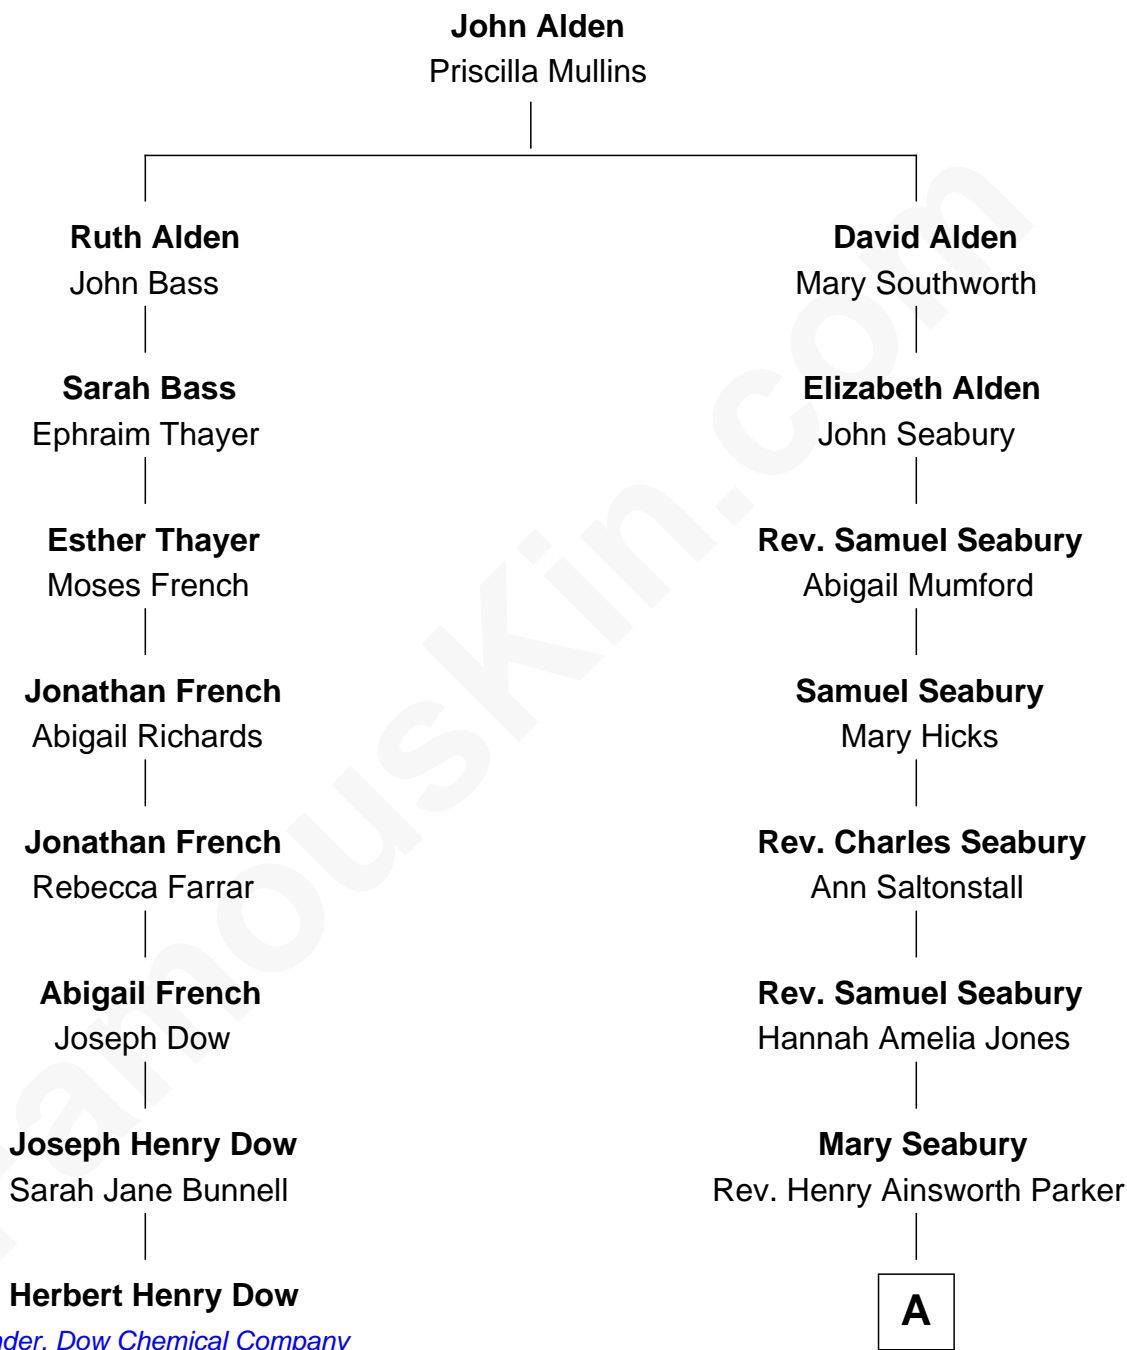 John Alden
Priscilla Mullins
Ruth Alden
John Bass
Sarah Bass
Ephraim Thayer
Esther Thayer
Moses French
Jonathan French
Abigail Richards
Jonathan French
Rebecca Farrar
Abigail French
Joseph Dow
Joseph Henry Dow
Sarah Jane Bunnell
Herbert Henry Dow
Dow Chemical Company
David Alden
Mary Southworth
Elizabeth Alden
John Seabury
Rev. Samuel Seabury
Abigail Mumford
Samuel Seabury
Mary Hicks
Rev. Charles Seabury
Ann Saltonstall
Rev. Samuel Seabury
Hannah Amelia Jones
Mary Seabury
Rev. Henry Ainsworth Parker
A
FamousKin.com